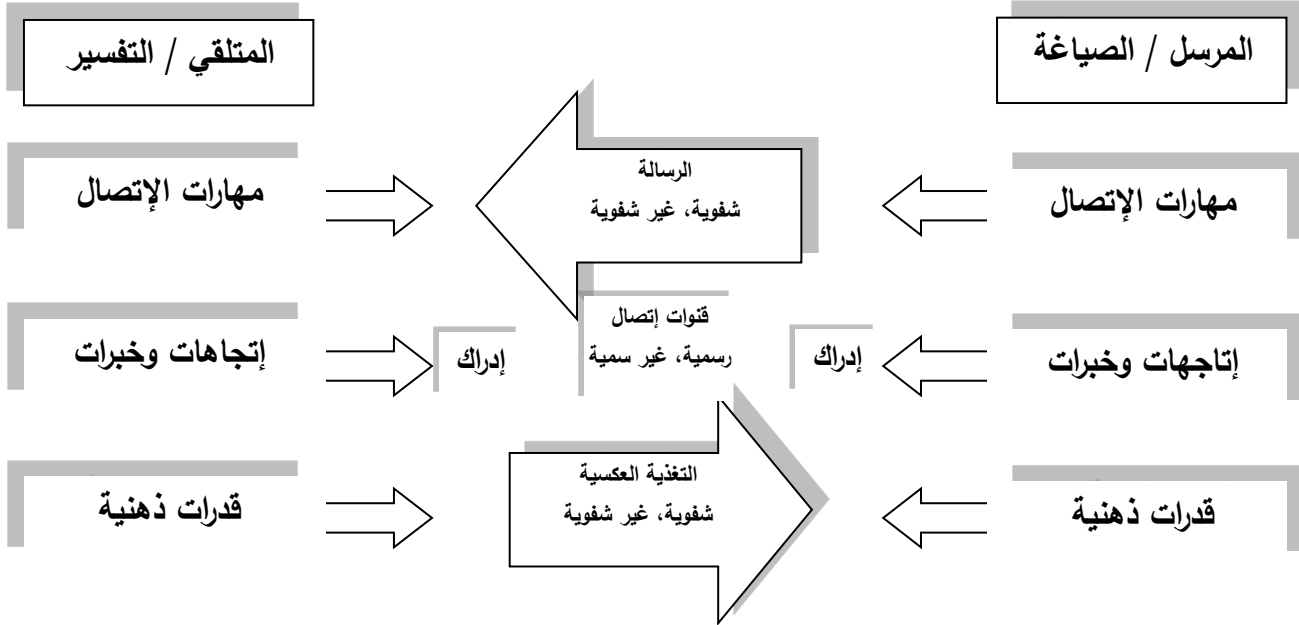 المرسل / الصياغة
المتلقي / التفسير
مهارات الإتصال
الرسالة
شفوية، غير شفوية
مهارات الإتصال
إتاجهات وخبرات
إدراك
قنوات إتصال
رسمية، غير سمية
إدراك
إتجاهات وخبرات
قدرات ذهنية
التغذية العكسية
شفوية، غير شفوية
قدرات ذهنية